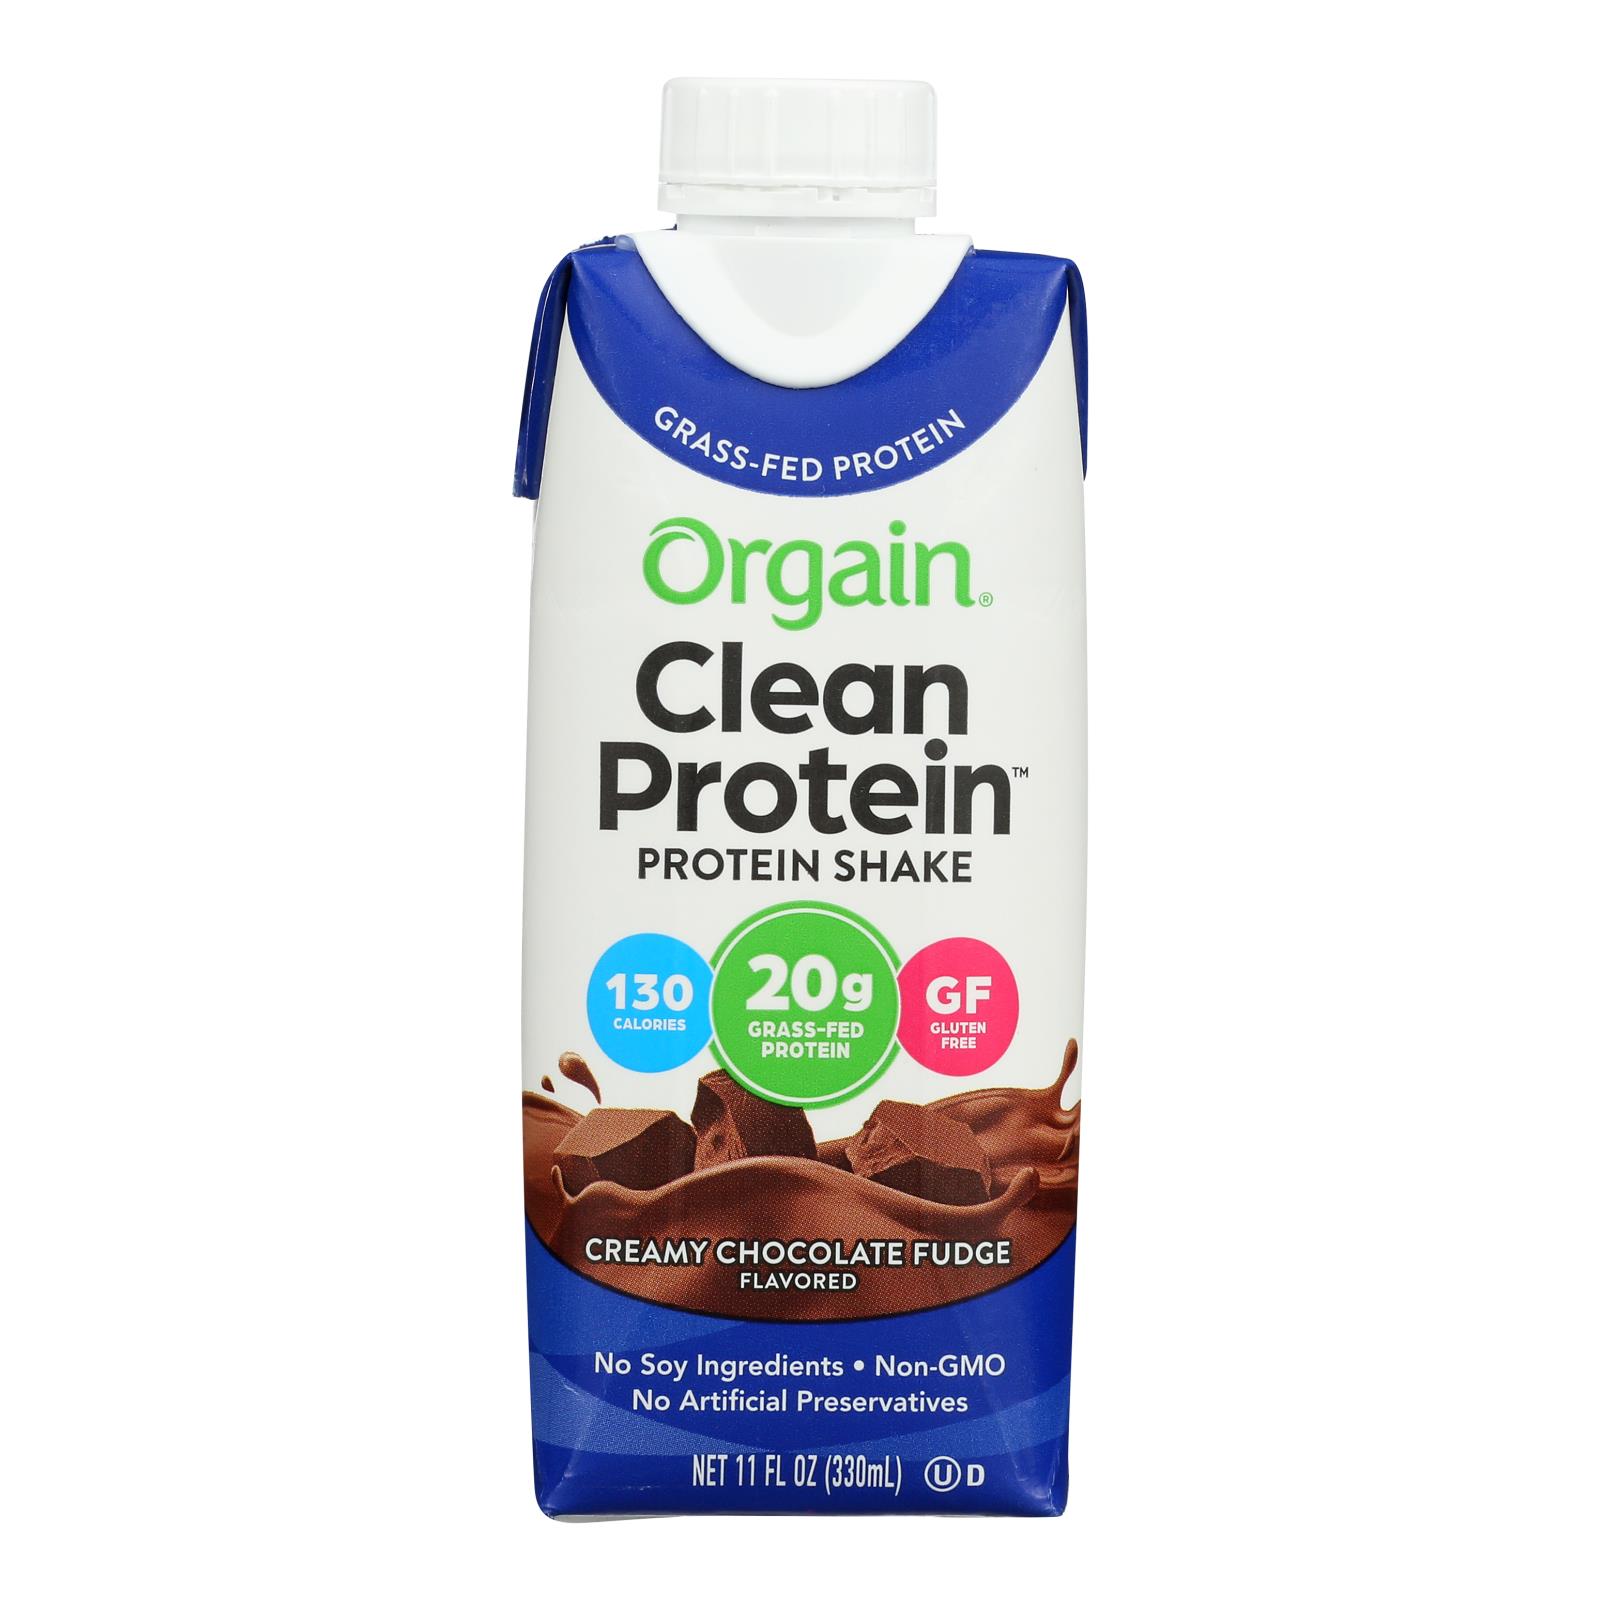 GRASS-FED PROTEIN
Orgain®
Clean
Protein™
PROTEIN SHAKE
130
CALORIES
20g
GRASS-FED
PROTEIN
GF
GLUTEN
FREE
CREAMY CHOCOLATE FUDGE
FLAVORED
No Soy Ingredients • Non-GMO
No Artificial Preservatives
NET 11 FL OZ (330mL) U D